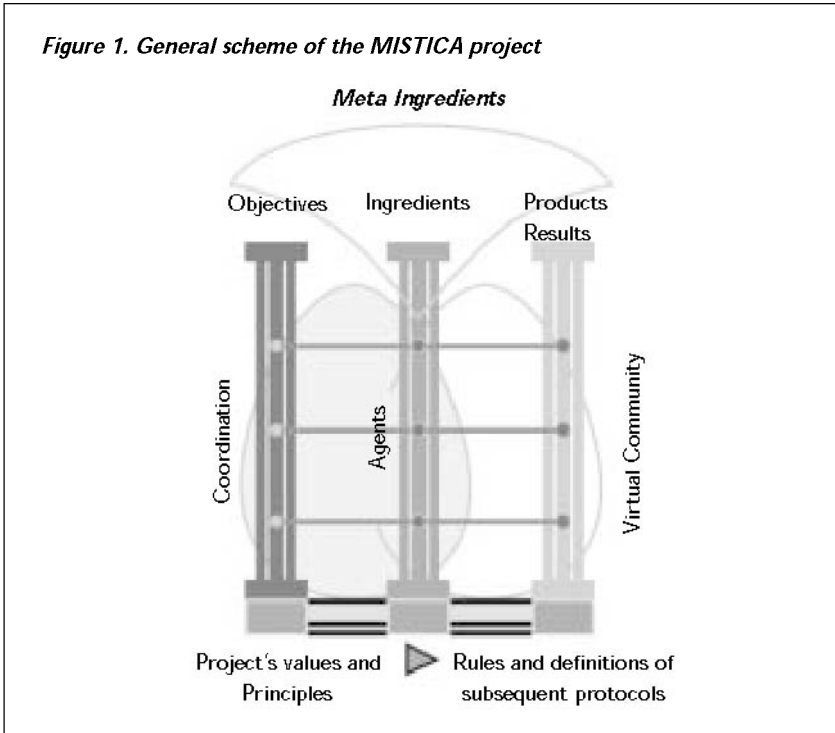 Figure 1. General scheme of the MISTICA project
Meta Ingredients
Objectives
Ingredients
Products
Results
Coordination
Agents
Virtual Community
Project's values and
Principles
Rules and definitions of
subsequent protocols